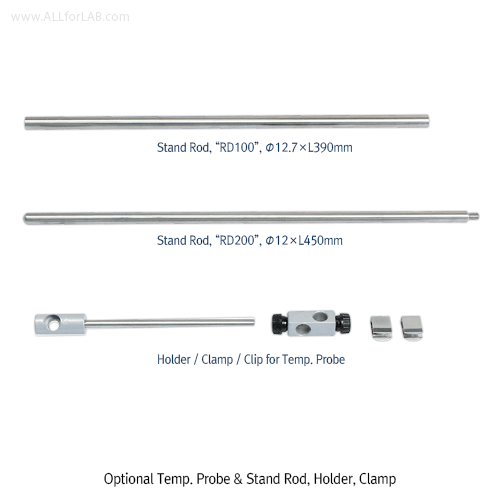 www.ALLforLAB.com
Stand Rod, “RD100”, Φ12.7×L390mm
Stand Rod, “RD200”, Φ12×L450mm
Holder / Clamp / Clip for Temp. Probe
Optional Temp. Probe & Stand Rod, Holder, Clamp